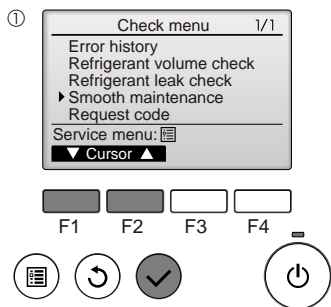 ①
Check menu 1/1
Error history
Refrigerant volume check
Refrigerant leak check
Smooth maintenance
Request code
Service menu:
▼ Cursor ▲
F1 F2 F3 F4